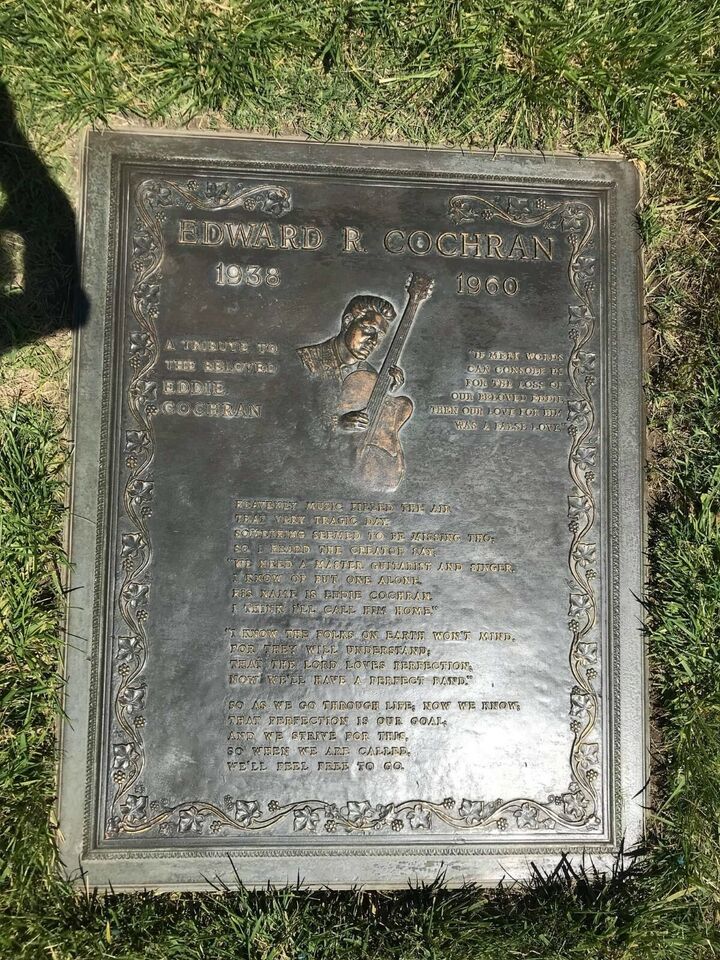 EDWARD R. COCHRAN
1938
1960
A TRIBUTE TO
THE BELOVED
EDDIE
COCHRAN
"IF MERE WORDS
CAN CONSOLE US
FOR THE LOSS OF
OUR BELOVED EDDIE,
THEN OUR LOVE FOR HIM
WAS A FALSE LOVE"
HEAVENLY MUSIC FILLED THE AIR
THAT VERY TRAGIC DAY.
SOMETHING SEEMED TO BE MISSING THO;
SO, I HEARD THE CREATOR SAY:
"WE NEED A MASTER GUITARIST AND SINGER.
I KNOW OF BUT ONE ALONE.
HIS NAME IS EDDIE COCHRAN.
I THINK I'LL CALL HIM HOME."
"I KNOW THE FOLKS ON EARTH WON'T MIND,
FOR THEY WILL UNDERSTAND;
THAT THE LORD LOVES PERFECTION,
NOW WE'LL HAVE A PERFECT BAND."
SO AS WE GO THROUGH LIFE; NOW WE KNOW,
THAT PERFECTION IS OUR GOAL;
AND WE STRIVE FOR THIS,
SO WHEN WE ARE CALLED,
WE'LL FEEL FREE TO GO.